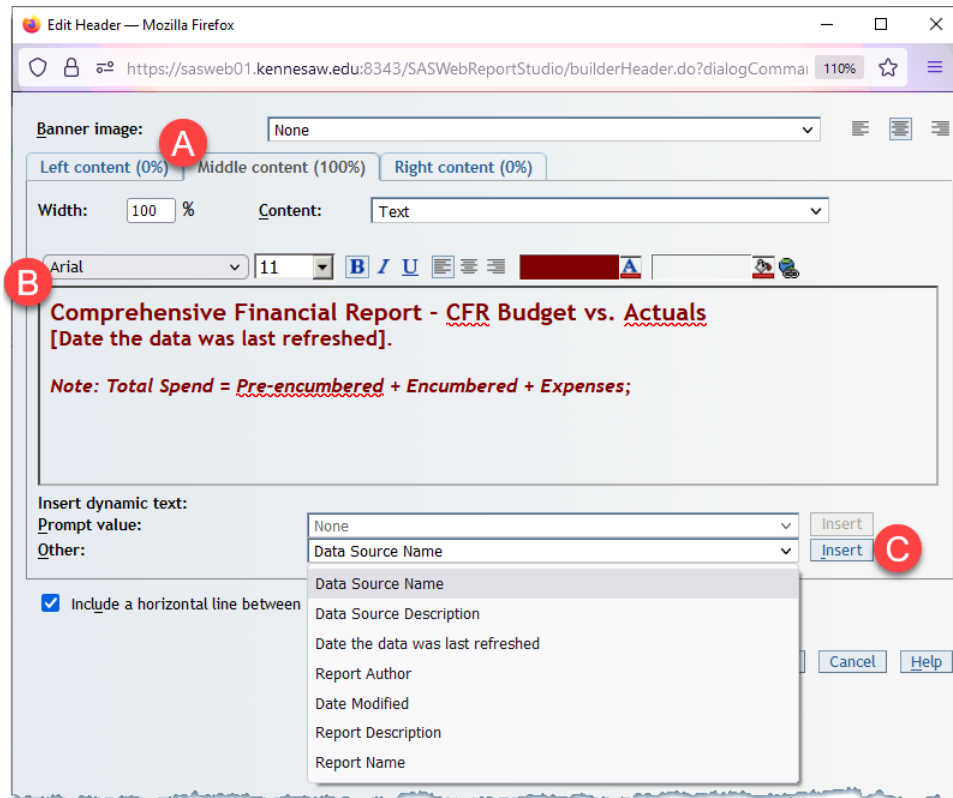 Edit Header — Mozilla Firefox
https://sasweb01.kennesaw.edu:8343/SASWebReportStudio/builderHeader.do?dialogComma 110%
Banner image: None
A
Left content (0%) Middle content (100%) Right content (0%)
Width: 100 % Content: Text
Arial 11 B I U A
B
Comprehensive Financial Report - CFR Budget vs. Actuals
[Date the data was last refreshed].
Note: Total Spend = Pre-encumbered + Encumbered + Expenses;
Insert dynamic text:
Prompt value: None Insert
Other: Data Source Name Insert
C
Data Source Name
Include a horizontal line between
Data Source Description
Date the data was last refreshed
Report Author
Cancel Help
Date Modified
Report Description
Report Name